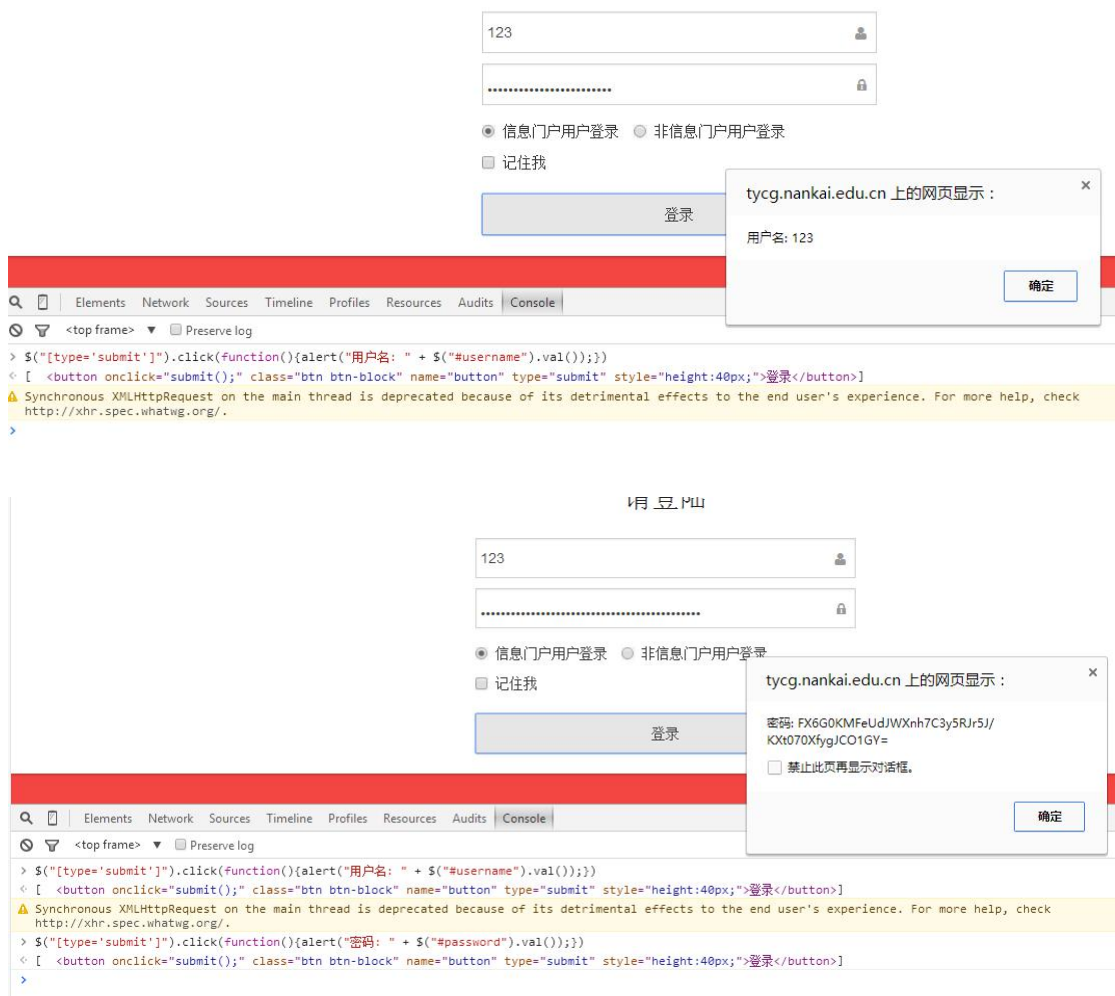 123
........................
信息门户用户登录 非信息门户用户登录
记住我
登录
tycg.nankai.edu.cn 上的网页显示：
×
用户名: 123
确定
Elements Network Sources Timeline Profiles Resources Audits Console
<top frame> ▼ Preserve log
> $("[type='submit']").click(function(){alert("用户名: " + $("#username").val());})
[ <button onclick="submit();" class="btn btn-block" name="button" type="submit" style="height:40px;">登录</button>]
Synchronous XMLHttpRequest on the main thread is deprecated because of its detrimental effects to the end user's experience. For more help, check
http://xhr.spec.whatwg.org/.
>
请登陆
123
............................................
信息门户用户登录 非信息门户用户登录
记住我
登录
tycg.nankai.edu.cn 上的网页显示：
×
密码: FX6G0KMFeUdJWXnh7C3y5RJr5J/
KXt070XfygJCO1GY=
禁止此页再显示对话框。
确定
Elements Network Sources Timeline Profiles Resources Audits Console
<top frame> ▼ Preserve log
> $("[type='submit']").click(function(){alert("用户名: " + $("#username").val());})
[ <button onclick="submit();" class="btn btn-block" name="button" type="submit" style="height:40px;">登录</button>]
Synchronous XMLHttpRequest on the main thread is deprecated because of its detrimental effects to the end user's experience. For more help, check
http://xhr.spec.whatwg.org/.
> $("[type='submit']").click(function(){alert("密码: " + $("#password").val());})
[ <button onclick="submit();" class="btn btn-block" name="button" type="submit" style="height:40px;">登录</button>]
>